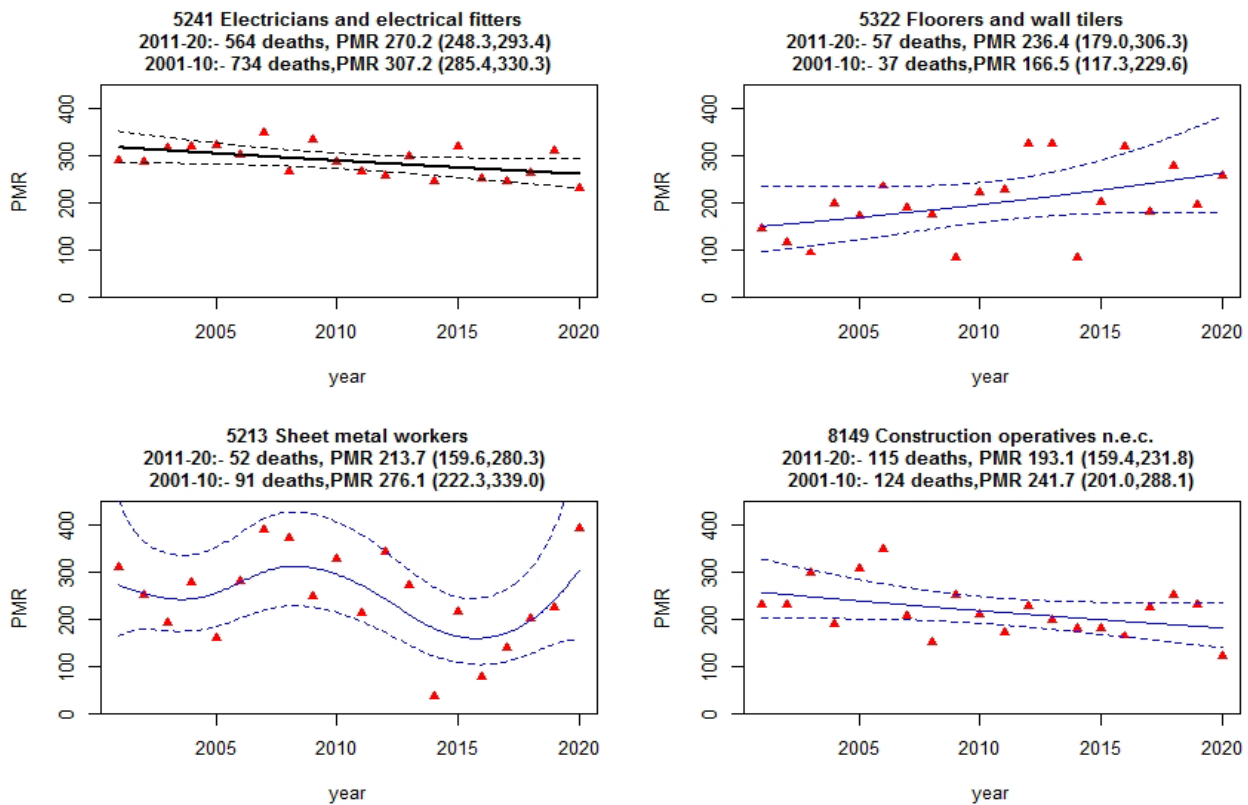 5241 Electricians and electrical fitters
2011-20:- 564 deaths, PMR 270.2 (248.3,293.4)
2001-10:- 734 deaths,PMR 307.2 (285.4,330.3)
PMR
400
300
200
100
0
2005 2010 2015 2020
year
5322 Floorers and wall tilers
2011-20:- 57 deaths, PMR 236.4 (179.0,306.3)
2001-10:- 37 deaths,PMR 166.5 (117.3,229.6)
PMR
400
300
200
100
0
2005 2010 2015 2020
year
5213 Sheet metal workers
2011-20:- 52 deaths, PMR 213.7 (159.6,280.3)
2001-10:- 91 deaths,PMR 276.1 (222.3,339.0)
PMR
400
300
200
100
0
2005 2010 2015 2020
year
8149 Construction operatives n.e.c.
2011-20:- 115 deaths, PMR 193.1 (159.4,231.8)
2001-10:- 124 deaths,PMR 241.7 (201.0,288.1)
PMR
400
300
200
100
0
2005 2010 2015 2020
year